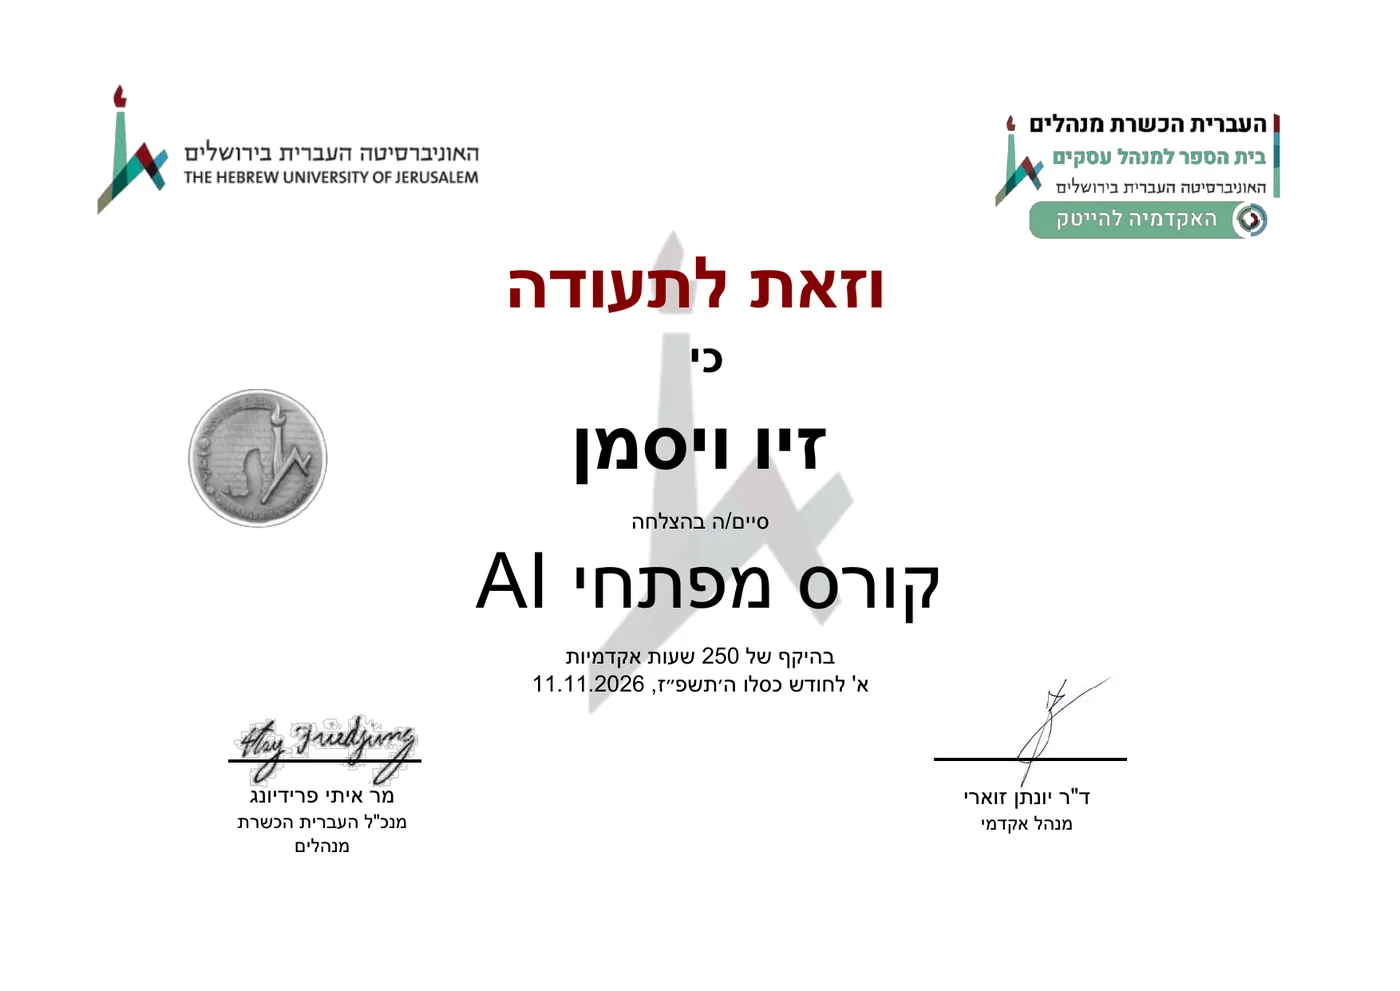 האוניברסיטה העברית בירושלים
THE HEBREW UNIVERSITY OF JERUSALEM
העברית הכשרת מנהלים
בית הספר למנהל עסקים
האוניברסיטה העברית בירושלים
האקדמיה להייטק
וזאת לתעודה
כי
זיו ויסמן
סיים/ה בהצלחה
קורס מפתחי AI
בהיקף של 250 שעות אקדמיות
א' לחודש כסלו ה׳תשפ״ז, 11.11.2026
ד"ר יונתן זוארי
מנהל אקדמי
Itay Friedjung
מר איתי פרידיונג
מנכ"ל העברית הכשרת
מנהלים